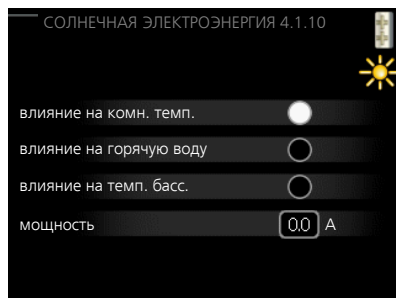 СОЛНЕЧНАЯ ЭЛЕКТРОЭНЕРГИЯ 4.1.10
влияние на комн. темп.
влияние на горячую воду
влияние на темп. басс.
мощность 0.0 А